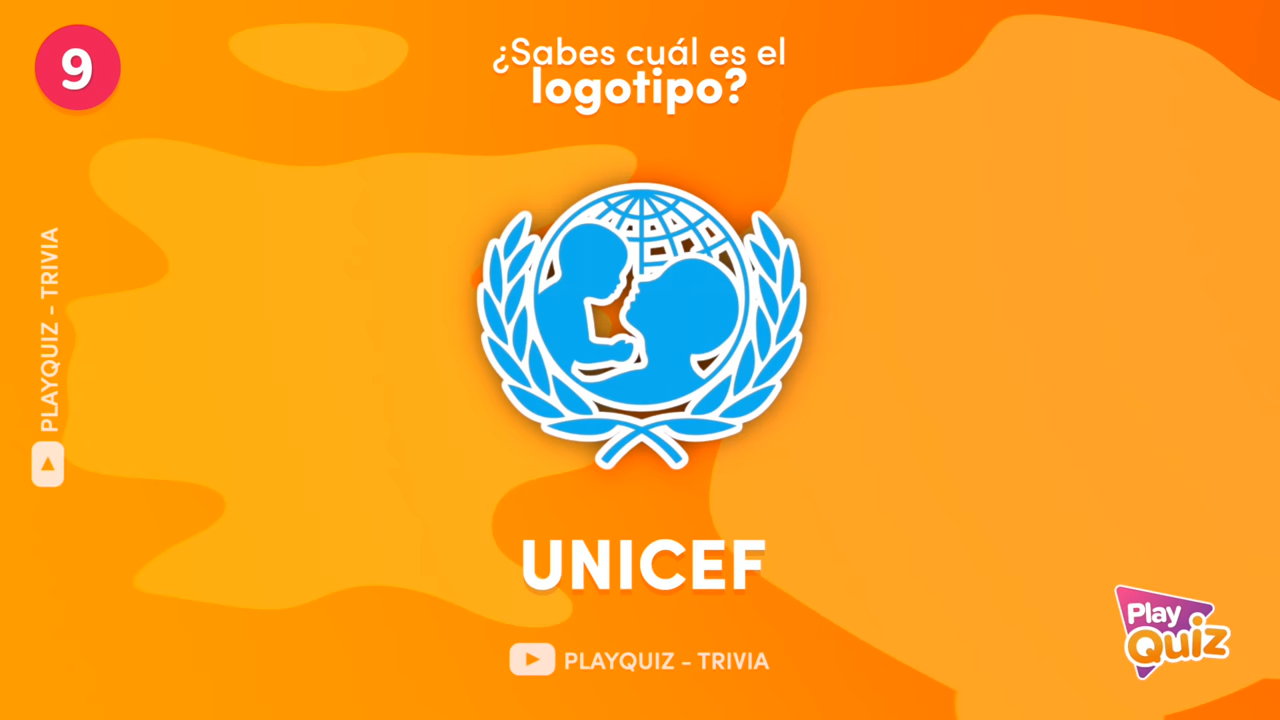 9
¿Sabes cuál es el
logotipo?
PLAYQUIZ - TRIVIA
UNICEF
PLAYQUIZ - TRIVIA
Play
Quiz